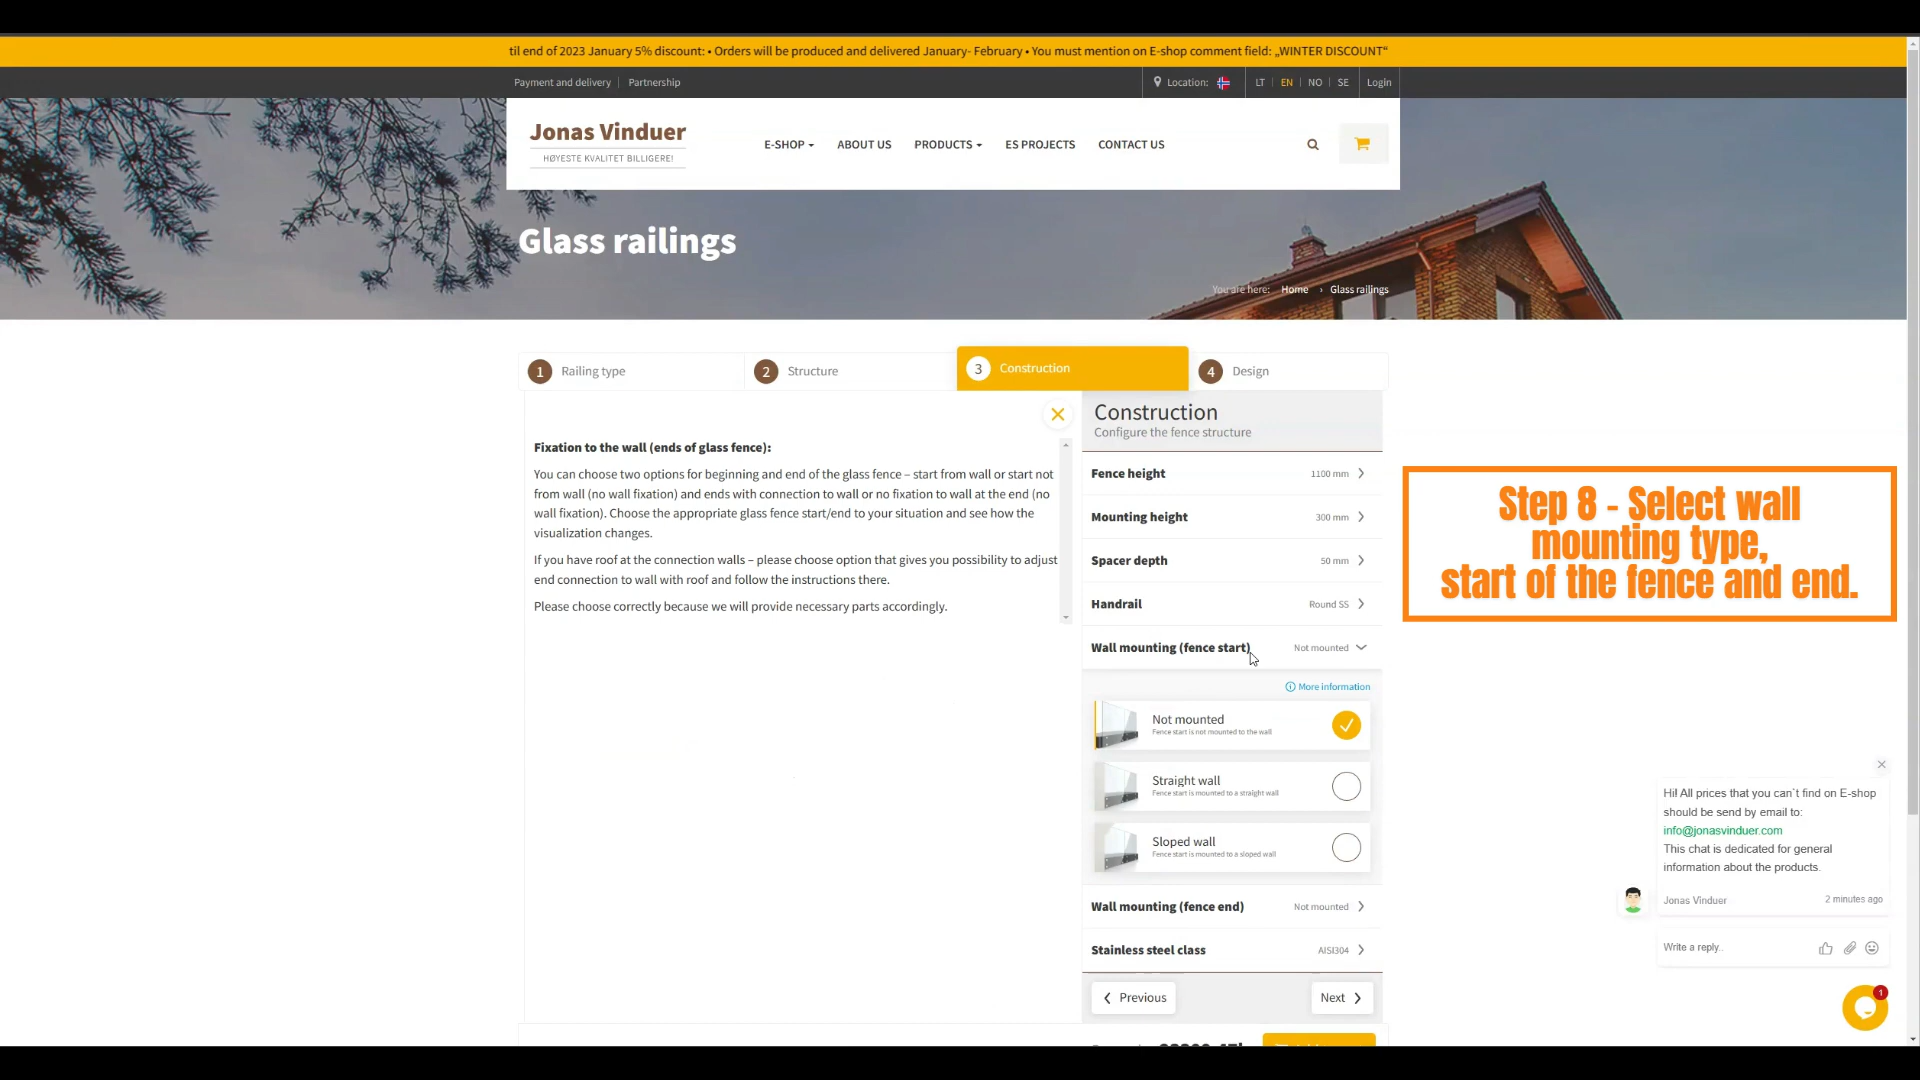 til end of 2023 January 5% discount: • Orders will be produced and delivered January- February • You must mention on E-shop comment field: „WINTER DISCOUNT“
Payment and delivery | Partnership
Location:
LT | EN | NO | SE
Login
Jonas Vinduer
HØYESTE KVALITET BILLIGERE!
E-SHOP
ABOUT US
PRODUCTS
ES PROJECTS
CONTACT US
Glass railings
You are here: Home › Glass railings
1 Railing type
2 Structure
3 Construction
4 Design
Fixation to the wall (ends of glass fence):
You can choose two options for beginning and end of the glass fence – start from wall or start not
from wall (no wall fixation) and ends with connection to wall or no fixation to wall at the end (no
wall fixation). Choose the appropriate glass fence start/end to your situation and see how the
visualization changes.
If you have roof at the connection walls – please choose option that gives you possibility to adjust
end connection to wall with roof and follow the instructions there.
Please choose correctly because we will provide necessary parts accordingly.
Construction
Configure the fence structure
Fence height 1100 mm
Mounting height 300 mm
Spacer depth 50 mm
Handrail Round SS
Wall mounting (fence start) Not mounted
More information
Not mounted
Fence start is not mounted to the wall
Straight wall
Fence start is mounted to a straight wall
Sloped wall
Fence start is mounted to a sloped wall
Wall mounting (fence end) Not mounted
Stainless steel class AISI304
Previous
Next
Step 8 - Select wall
mounting type,
start of the fence and end.
Hi! All prices that you can`t find on E-shop
should be send by email to:
info@jonasvinduer.com
This chat is dedicated for general
information about the products.
Jonas Vinduer 2 minutes ago
Write a reply..
1